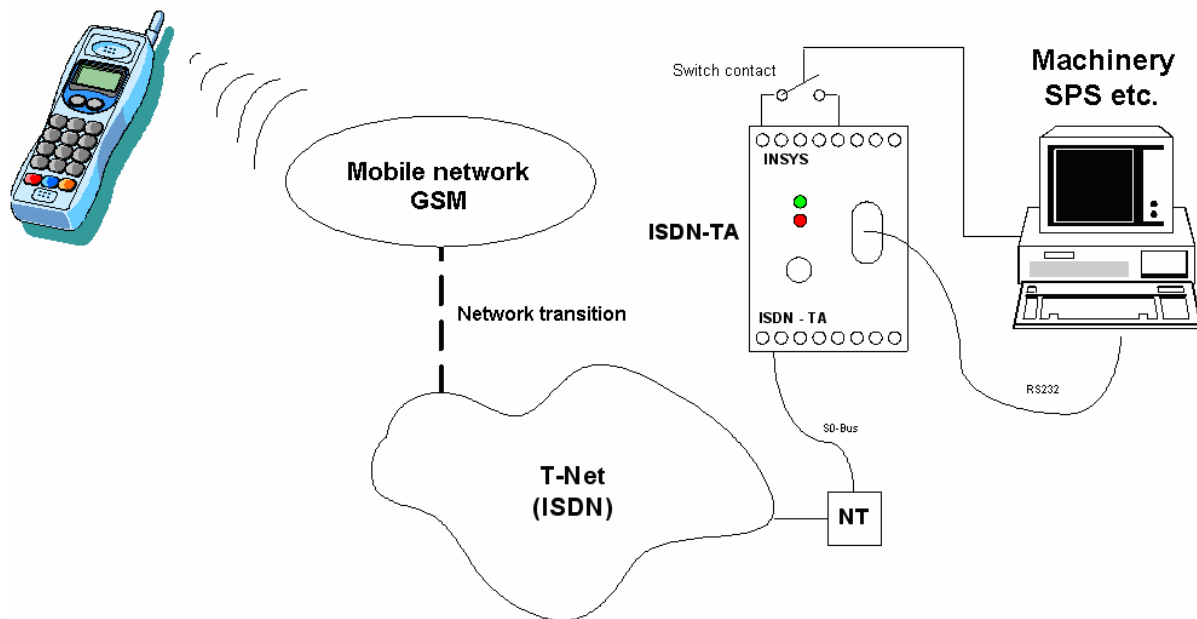 Switch contact
Machinery
SPS etc.
INSYS
Mobile network
GSM
ISDN-TA
Network transition
ISDN - TA
RS232
S0-Bus
T-Net
(ISDN)
NT